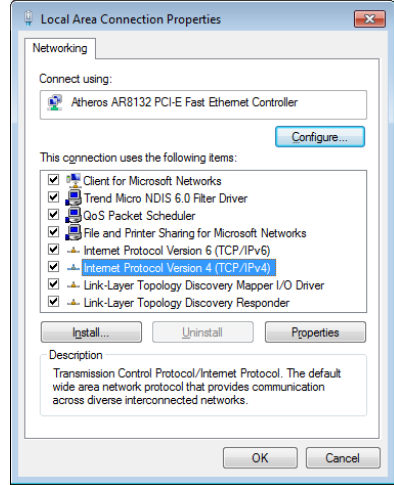 Local Area Connection Properties
Networking
Connect using:
Atheros AR8132 PCI-E Fast Ethernet Controller
Configure...
This connection uses the following items:
Client for Microsoft Networks
Trend Micro NDIS 6.0 Filter Driver
QoS Packet Scheduler
File and Printer Sharing for Microsoft Networks
Internet Protocol Version 6 (TCP/IPv6)
Internet Protocol Version 4 (TCP/IPv4)
Link-Layer Topology Discovery Mapper I/O Driver
Link-Layer Topology Discovery Responder
Install... Uninstall Properties
Description
Transmission Control Protocol/Internet Protocol. The default
wide area network protocol that provides communication
across diverse interconnected networks.
OK Cancel